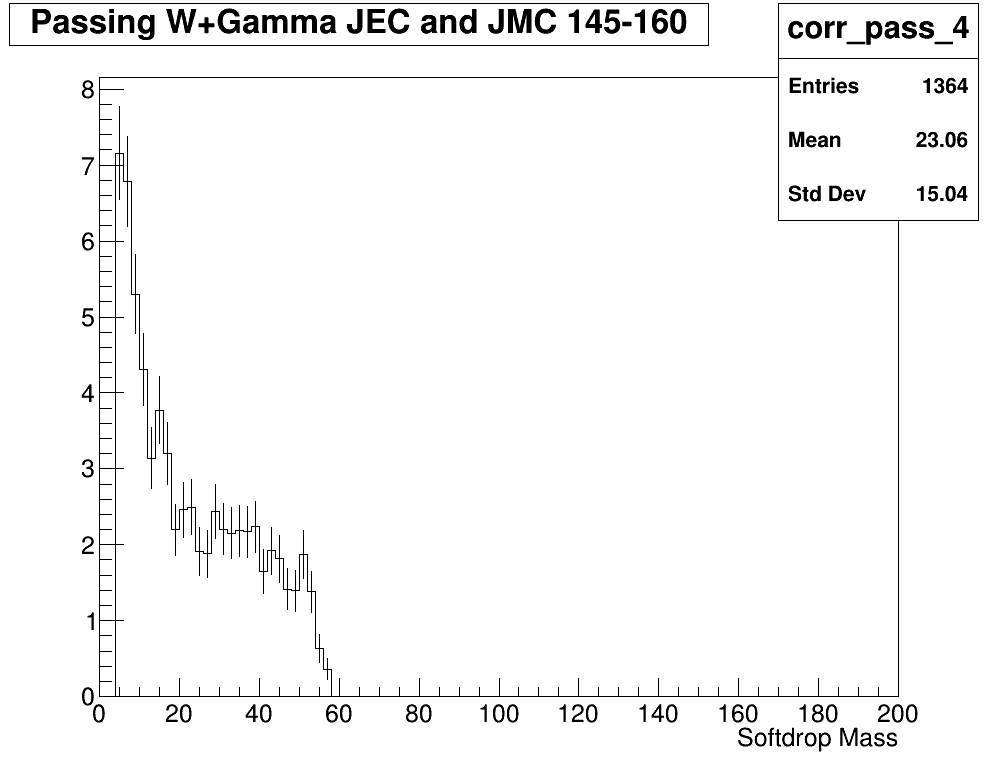 Passing W+Gamma JEC and JMC 145-160
corr_pass_4
Entries 1364
Mean 23.06
Std Dev 15.04
8
7
6
5
4
3
2
1
0
0 20 40 60 80 100 120 140 160 180 200
Softdrop Mass